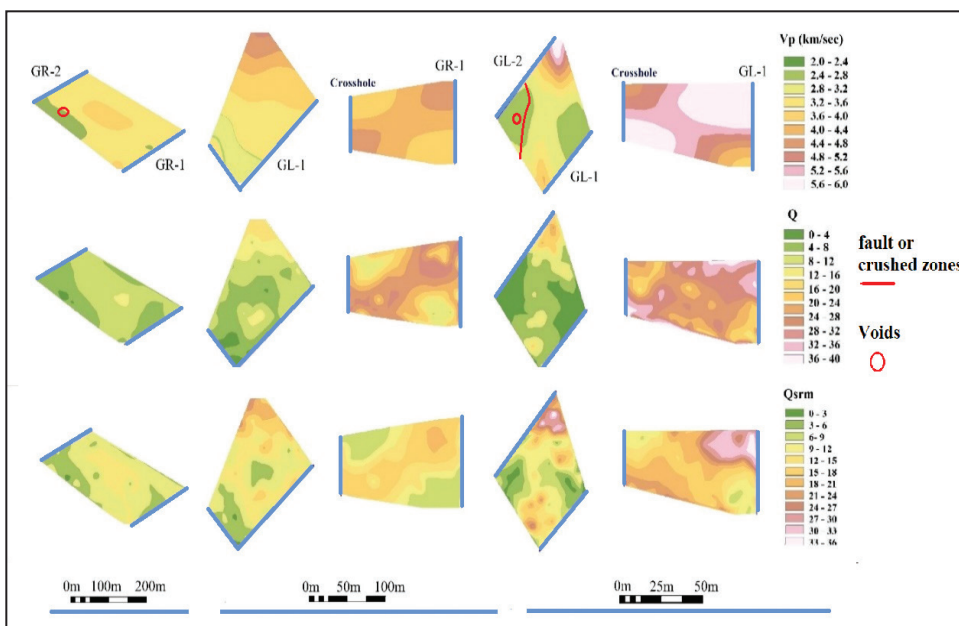 Vp (km/sec)
GR-2
GR-1
GL-1
Crosshole
GR-1
GL-2
GL-1
Crosshole
GL-1
2.0 - 2.4
2.4 - 2.8
2.8 - 3.2
3.2 - 3.6
3.6 - 4.0
4.0 - 4.4
4.4 - 4.8
4.8 - 5.2
5.2 - 5.6
5.6 - 6.0
Q
0 - 4
4 - 8
8 - 12
12 - 16
16 - 20
20 - 24
24 - 28
28 - 32
32 - 36
36 - 40
fault or
crushed zones
Voids
Qsrm
0 - 3
3 - 6
6 - 9
9 - 12
12 - 15
15 - 18
18 - 21
21 - 24
24 - 27
27 - 30
30 - 33
33 - 36
0m 100m 200m
0m 50m 100m
0m 25m 50m